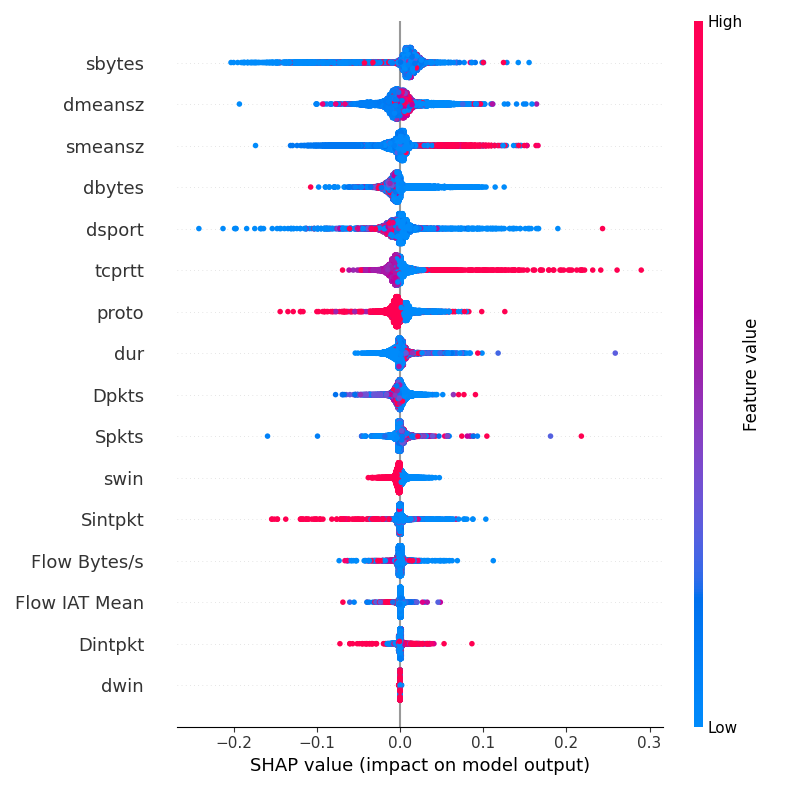 High
sbytes
dmeansz
smeansz
dbytes
dsport
tcprtt
proto
dur
Dpkts
Spkts
swin
Sintpkt
Flow Bytes/s
Flow IAT Mean
Dintpkt
dwin
Feature value
Low
−0.2 −0.1 0.0 0.1 0.2 0.3
SHAP value (impact on model output)